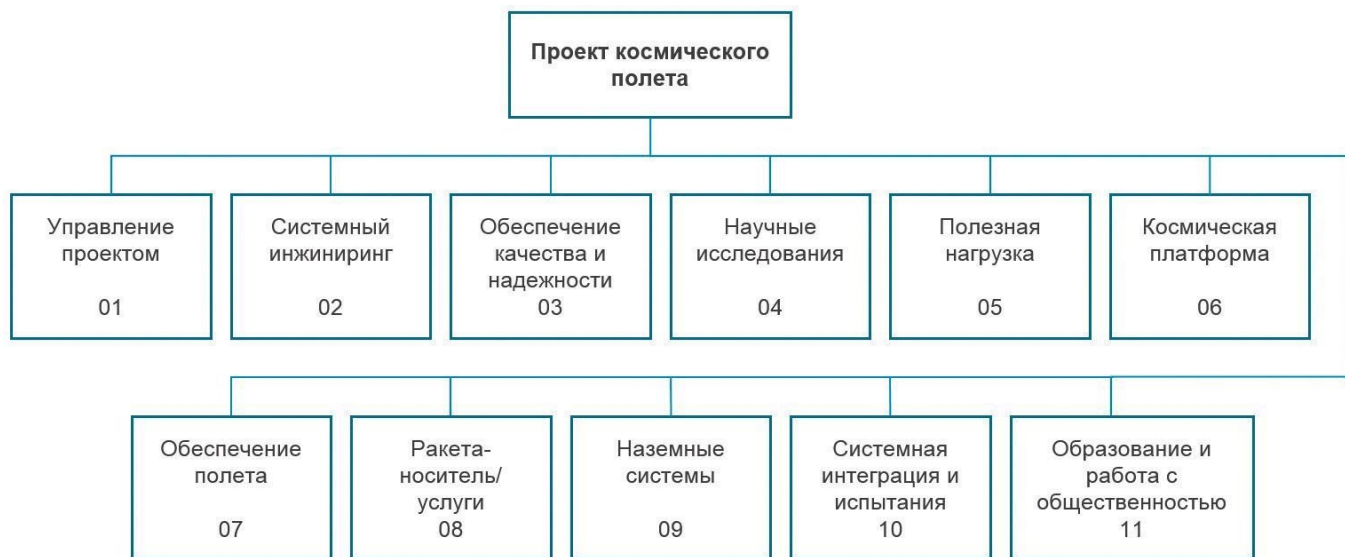 Проект космического
полета
Управление
проектом
01
Системный
инжиниринг
02
Обеспечение
качества и
надежности
03
Научные
исследования
04
Полезная
нагрузка
05
Космическая
платформа
06
Обеспечение
полета
07
Ракета-
носитель/
услуги
08
Наземные
системы
09
Системная
интеграция и
испытания
10
Образование и
работа с
общественностью
11